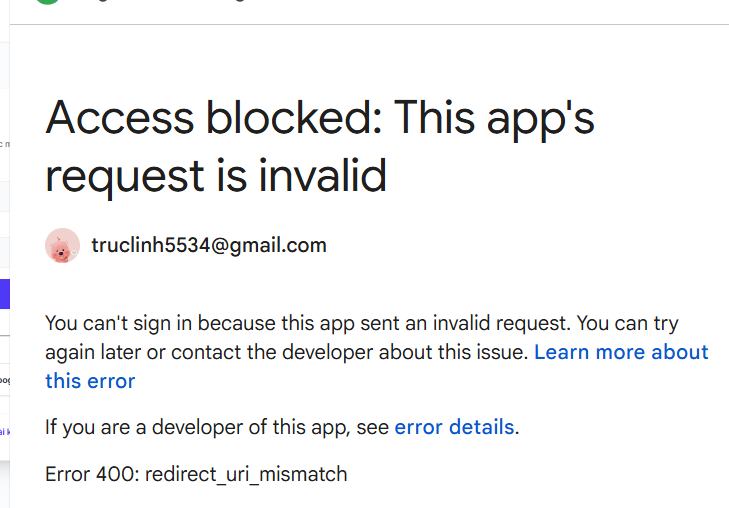 Access blocked: This app's
request is invalid
truclinh5534@gmail.com
You can't sign in because this app sent an invalid request. You can try
again later or contact the developer about this issue. Learn more about
this error
If you are a developer of this app, see error details.
Error 400: redirect_uri_mismatch